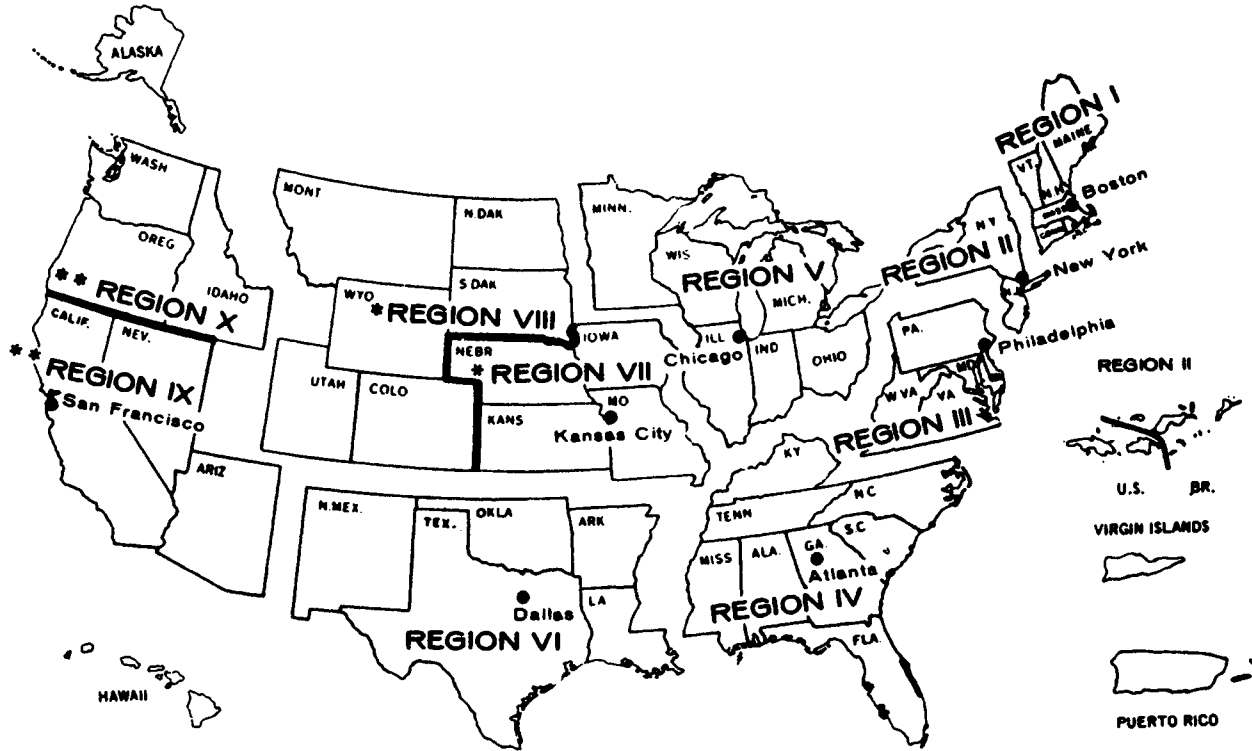 ALASKA
WASH
OREG
** REGION X
IDAHO
MONT
WYO
N.DAK
S.DAK
*REGION VIII
UTAH
COLO
CALIF.
NEV.
**
REGION IX
San Francisco
ARIZ
HAWAII
NEBR
* REGION VII
IOWA
KANS
MO
Kansas City
MINN.
WIS
REGION V
MICH.
ILL
Chicago
IND
OHIO
REGION I
MAINE
VT.
N.H.
MASS
CONN
Boston
N.Y
REGION II
New York
N.J.
PA.
Philadelphia
MD
W VA
VA
REGION III
KY
N.C
TENN
S.C
MISS
ALA.
GA.
Atlanta
REGION IV
FLA.
N.MEX.
TEX.
OKLA
ARK
LA
Dallas
REGION VI
REGION II
U.S. BR.
VIRGIN ISLANDS
PUERTO RICO